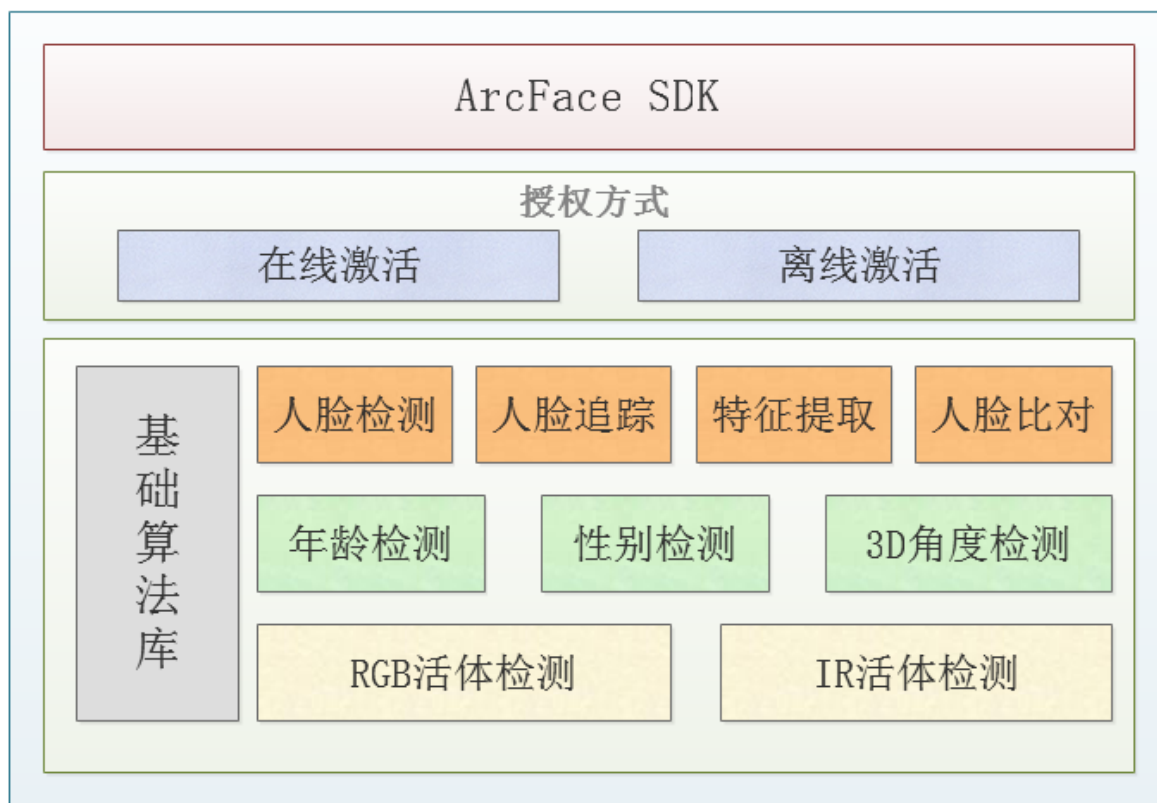 ArcFace SDK
授权方式
在线激活 离线激活
基础算法库
人脸检测 人脸追踪 特征提取 人脸比对
年龄检测 性别检测 3D角度检测
RGB活体检测 IR活体检测